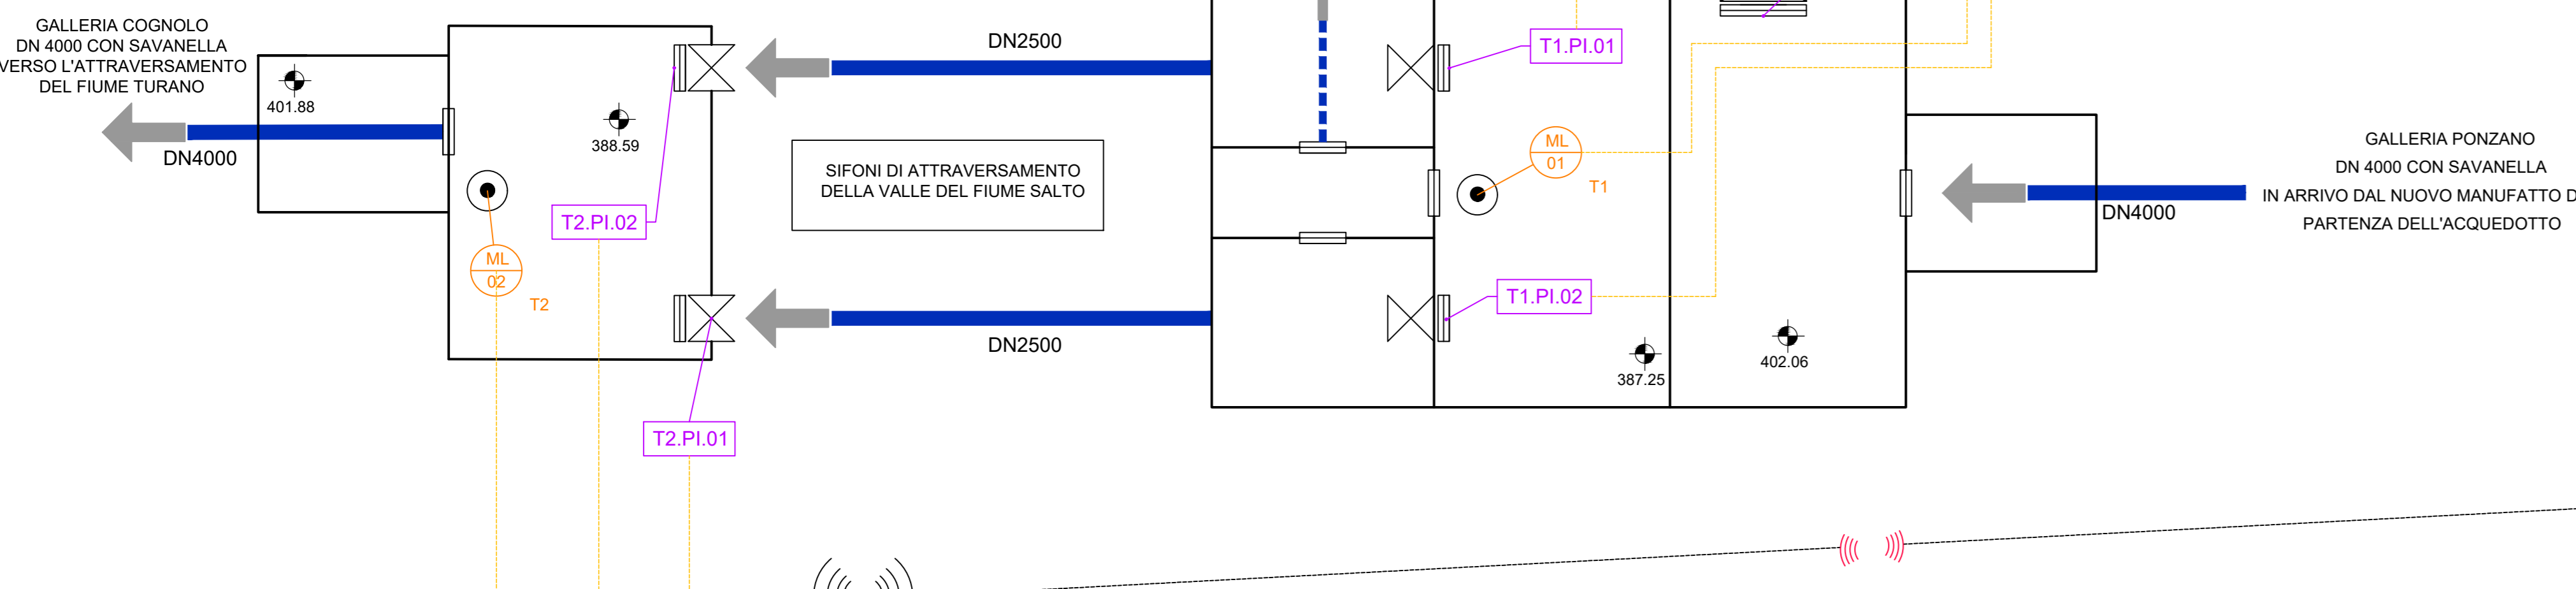 GALLERIA COGNOLO
DN 4000 CON SAVANELLA
VERSO L'ATTRAVERSAMENTO
DEL FIUME TURANO
401.88
DN4000
388.59
T2.PI.02
ML
02
T2
T2.PI.01
DN2500
SIFONI DI ATTRAVERSAMENTO
DELLA VALLE DEL FIUME SALTO
DN2500
T1.PI.01
ML
01
T1
T1.PI.02
387.25
402.06
DN4000
GALLERIA PONZANO
DN 4000 CON SAVANELLA
IN ARRIVO DAL NUOVO MANUFATTO D
PARTENZA DELL'ACQUEDOTTO